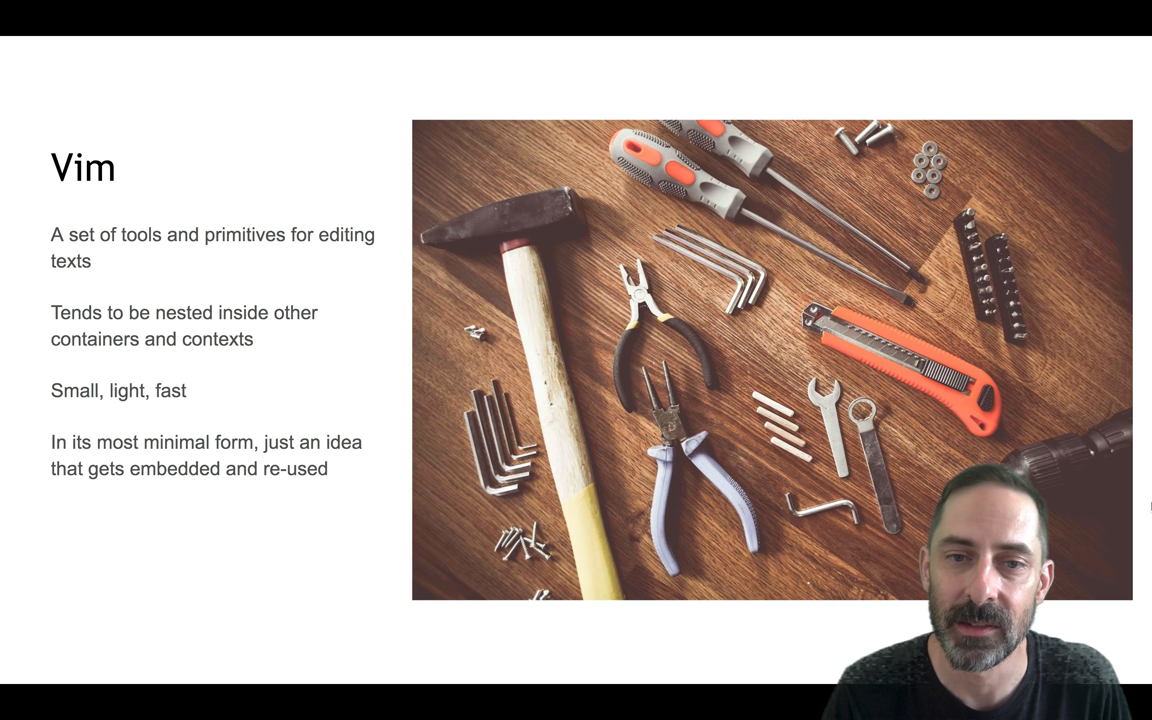 Vim
A set of tools and primitives for editing
texts
Tends to be nested inside other
containers and contexts
Small, light, fast
In its most minimal form, just an idea
that gets embedded and re-used